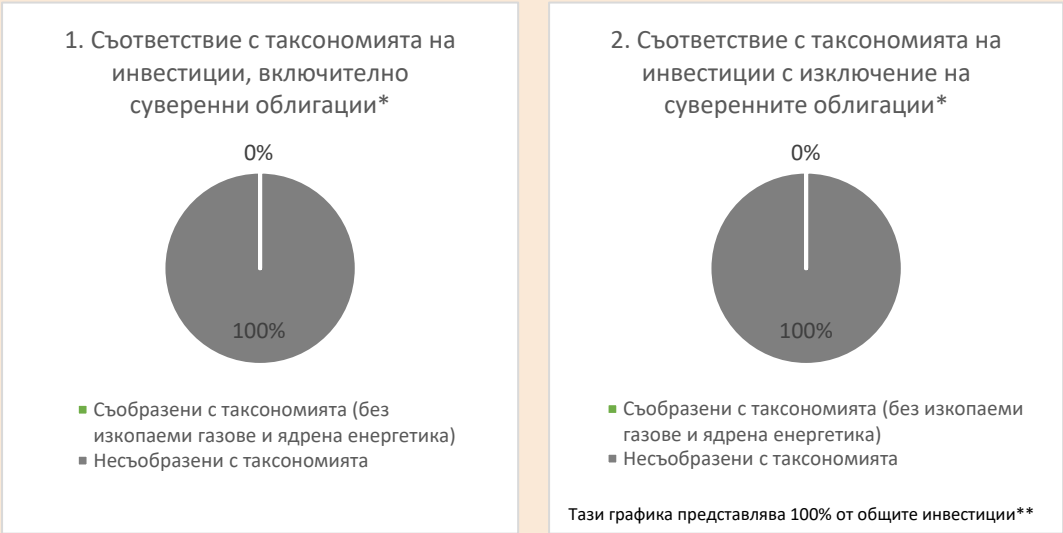 1. Съответствие с таксономията на
инвестиции, включително
суверенни облигации*
0%
100%
Съобразени с таксономията (без
изкопаеми газове и ядрена енергетика)
Несъобразени с таксономията
2. Съответствие с таксономията на
инвестиции с изключение на
суверенните облигации*
0%
100%
Съобразени с таксономията (без изкопаеми
газове и ядрена енергетика)
Несъобразени с таксономията
Тази графика представлява 100% от общите инвестиции**